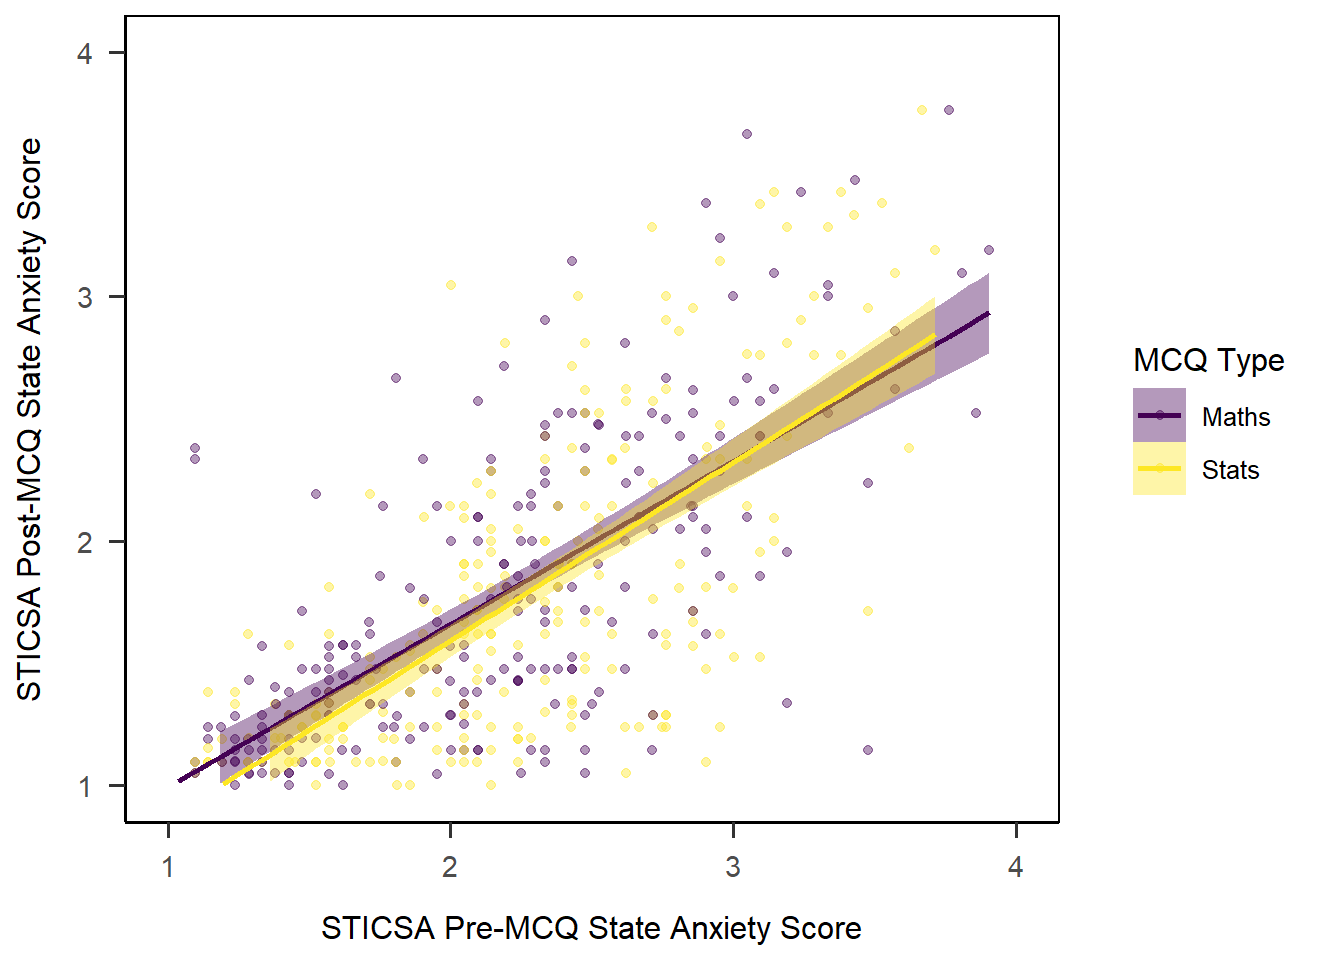 4
3
2
1
STICSA Post-MCQ State Anxiety Score
1
2
3
4
STICSA Pre-MCQ State Anxiety Score
MCQ Type
Maths
Stats